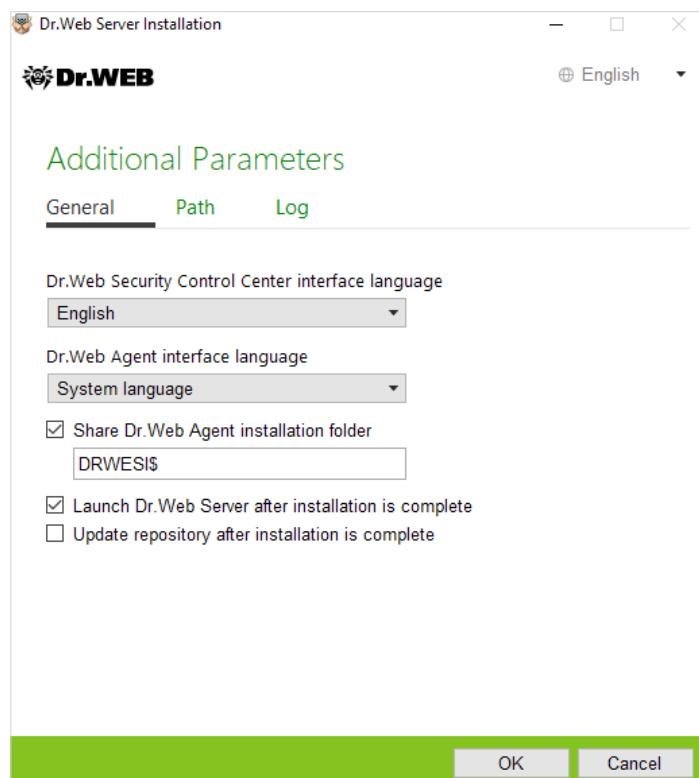 Dr.Web Server Installation
Dr.WEB
English
Additional Parameters
General Path Log
Dr.Web Security Control Center interface language
English
Dr.Web Agent interface language
System language
Share Dr.Web Agent installation folder
DRWESI$
Launch Dr.Web Server after installation is complete
Update repository after installation is complete
OK Cancel